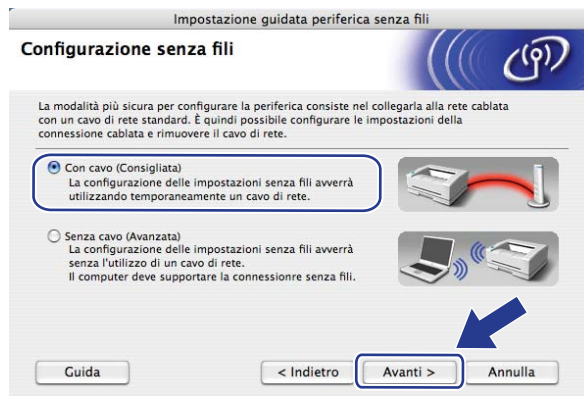 Impostazione guidata periferica senza fili
Configurazione senza fili
La modalità più sicura per configurare la periferica consiste nel collegarla alla rete cablata
con un cavo di rete standard. È quindi possibile configurare le impostazioni della
connessione cablata e rimuovere il cavo di rete.
Con cavo (Consigliata)
La configurazione delle impostazioni senza fili avverrà
utilizzando temporaneamente un cavo di rete.
Senza cavo (Avanzata)
La configurazione delle impostazioni senza fili avverrà
senza l'utilizzo di un cavo di rete.
Il computer deve supportare la connessionre senza fili.
Guida
< Indietro
Avanti >
Annulla